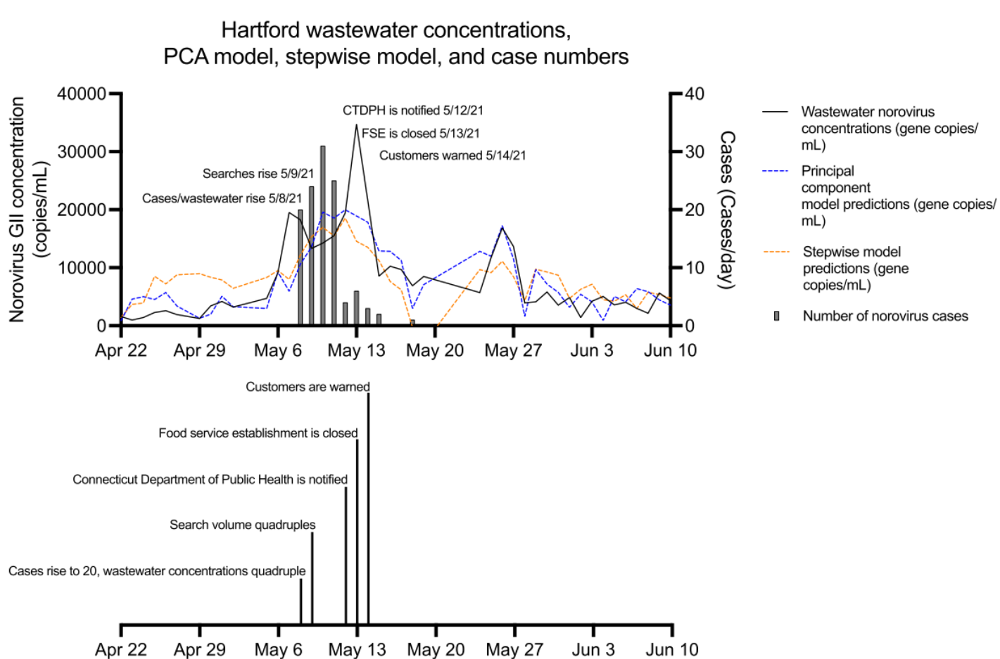 Hartford wastewater concentrations,
PCA model, stepwise model, and case numbers
Norovirus GII concentration
(copies/mL)
40000
30000
20000
10000
0
CTDPH is notified 5/12/21
FSE is closed 5/13/21
Customers warned 5/14/21
Searches rise 5/9/21
Cases/wastewater rise 5/8/21
40
30
20
10
0
Cases (Cases/day)
Apr 22 Apr 29 May 6 May 13 May 20 May 27 Jun 3 Jun 10
Wastewater norovirus
concentrations (gene copies/
mL)
Principal
component
model predictions (gene copies/
mL)
Stepwise model
predictions (gene
copies/mL)
Number of norovirus cases
Customers are warned
Food service establishment is closed
Connecticut Department of Public Health is notified
Search volume quadruples
Cases rise to 20, wastewater concentrations quadruple
Apr 22 Apr 29 May 6 May 13 May 20 May 27 Jun 3 Jun 10